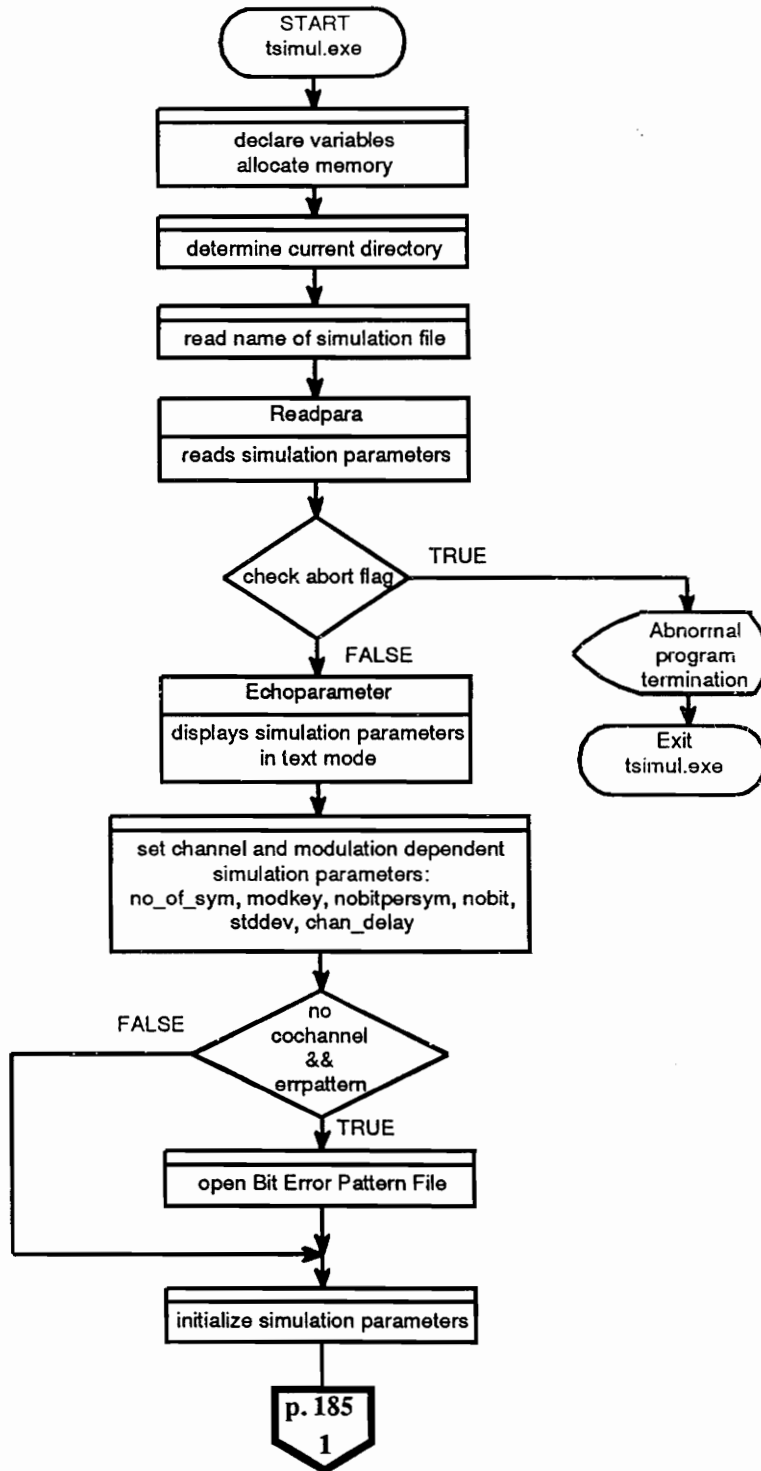 START
tsimul.exe
declare variables
allocate memory
determine current directory
read name of simulation file
Readpara
reads simulation parameters
check abort flag
TRUE
FALSE
Abnormal
program
termination
Exit
tsimul.exe
Echoparameter
displays simulation parameters
in text mode
set channel and modulation dependent
simulation parameters:
no_of_sym, modkey, nobitpersym, nobit,
stddev, chan_delay
no
cochannel
&&
errpattern
FALSE
TRUE
open Bit Error Pattern File
initialize simulation parameters
p. 185
1